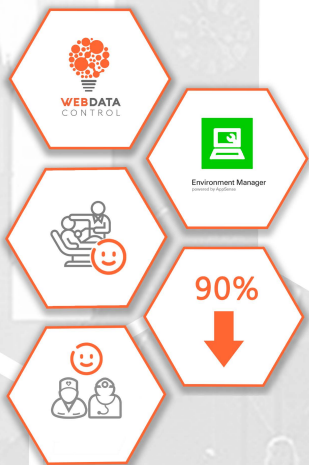 WEBDATA
CONTROL
Environment Manager
powered by AppSense
90%